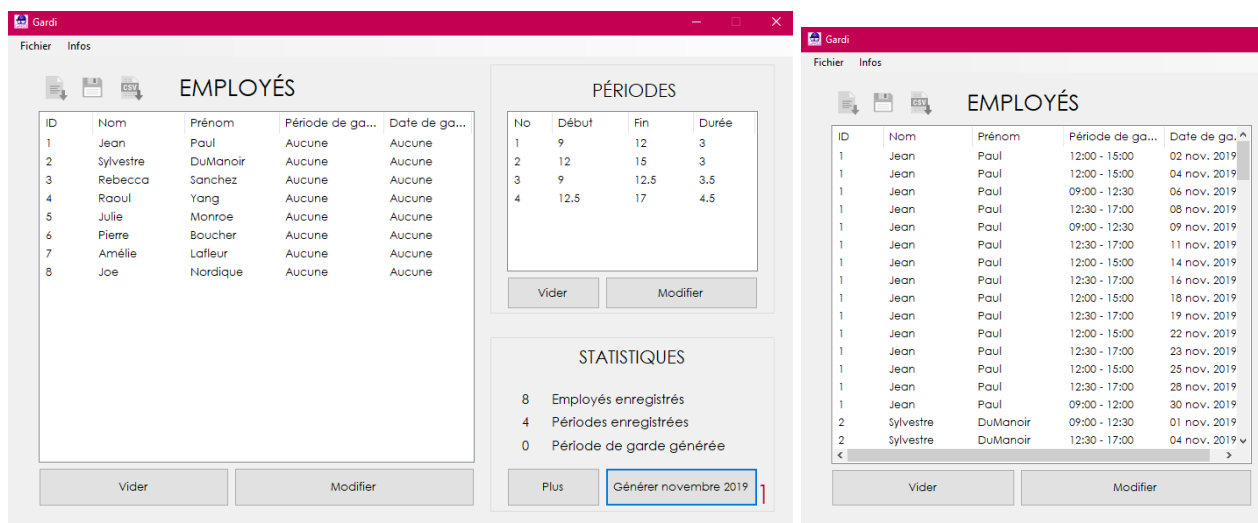 Gardi
Fichier Infos
EMPLOYÉS
ID Nom Prénom Période de ga... Date de ga...
1 Jean Paul Aucune Aucune
2 Sylvestre DuManoir Aucune Aucune
3 Rebecca Sanchez Aucune Aucune
4 Raoul Yang Aucune Aucune
5 Julie Monroe Aucune Aucune
6 Pierre Boucher Aucune Aucune
7 Amélie Lafleur Aucune Aucune
8 Joe Nordique Aucune Aucune
Vider Modifier
PÉRIODES
No Début Fin Durée
1 9 12 3
2 12 15 3
3 9 12.5 3.5
4 12.5 17 4.5
Vider Modifier
STATISTIQUES
8 Employés enregistrés
4 Périodes enregistrées
0 Période de garde générée
Plus Générer novembre 2019 1
Gardi
Fichier Infos
CSV EMPLOYÉS
ID Nom Prénom Période de ga... Date de ga.
1 Jean Paul 12:00 - 15:00 02 nov. 2019
1 Jean Paul 12:00 - 15:00 04 nov. 2019
1 Jean Paul 09:00 - 12:30 06 nov. 2019
1 Jean Paul 12:30 - 17:00 08 nov. 2019
1 Jean Paul 09:00 - 12:30 09 nov. 2019
1 Jean Paul 12:30 - 17:00 11 nov. 2019
1 Jean Paul 12:00 - 15:00 14 nov. 2019
1 Jean Paul 12:30 - 17:00 16 nov. 2019
1 Jean Paul 12:00 - 15:00 18 nov. 2019
1 Jean Paul 12:30 - 17:00 19 nov. 2019
1 Jean Paul 12:00 - 15:00 22 nov. 2019
1 Jean Paul 12:30 - 17:00 23 nov. 2019
1 Jean Paul 12:00 - 15:00 25 nov. 2019
1 Jean Paul 12:30 - 17:00 28 nov. 2019
1 Jean Paul 09:00 - 12:00 30 nov. 2019
2 Sylvestre DuManoir 09:00 - 12:30 01 nov. 2019
2 Sylvestre DuManoir 12:30 - 17:00 04 nov. 2019
Vider Modifier